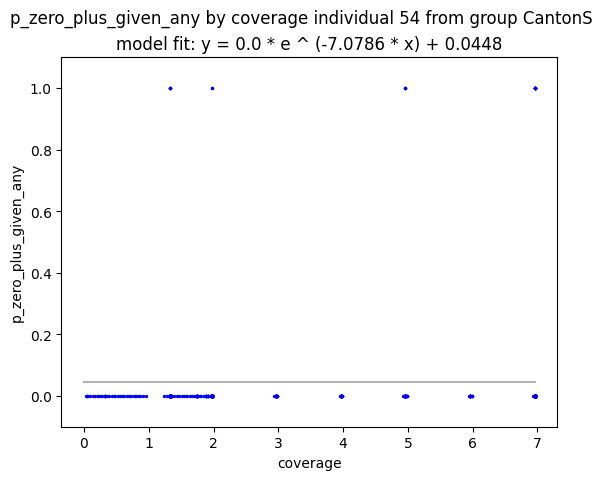 p_zero_plus_given_any by coverage individual 54 from group CantonS
model fit: y = 0.0 * e ^ (-7.0786 * x) + 0.0448
1.0
0.8
0.6
0.4
0.2
0.0
p_zero_plus_given_any
0 1 2 3 4 5 6 7
coverage